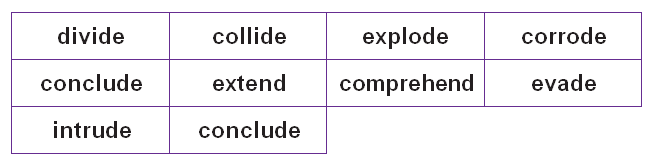 divide collide explode corrode
conclude extend comprehend evade
intrude conclude